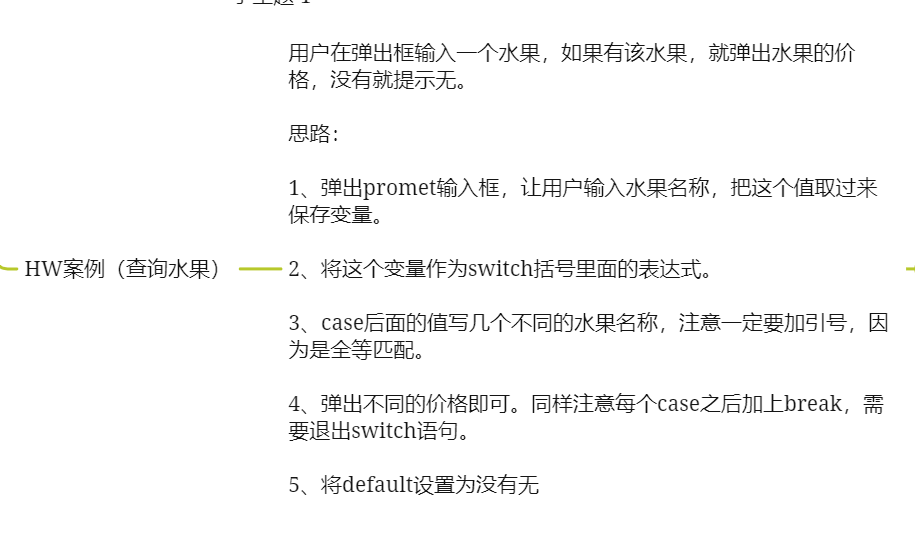 用户在弹出框输入一个水果，如果有该水果，就弹出水果的价
格，没有就提示无。
思路：
1、弹出promet输入框，让用户输入水果名称，把这个值取过来
保存变量。
HW案例（查询水果）
2、将这个变量作为switch括号里面的表达式。
3、case后面的值写几个不同的水果名称，注意一定要加引号，因
为是全等匹配。
4、弹出不同的价格即可。同样注意每个case之后加上break，需
要退出switch语句。
5、将default设置为没有无